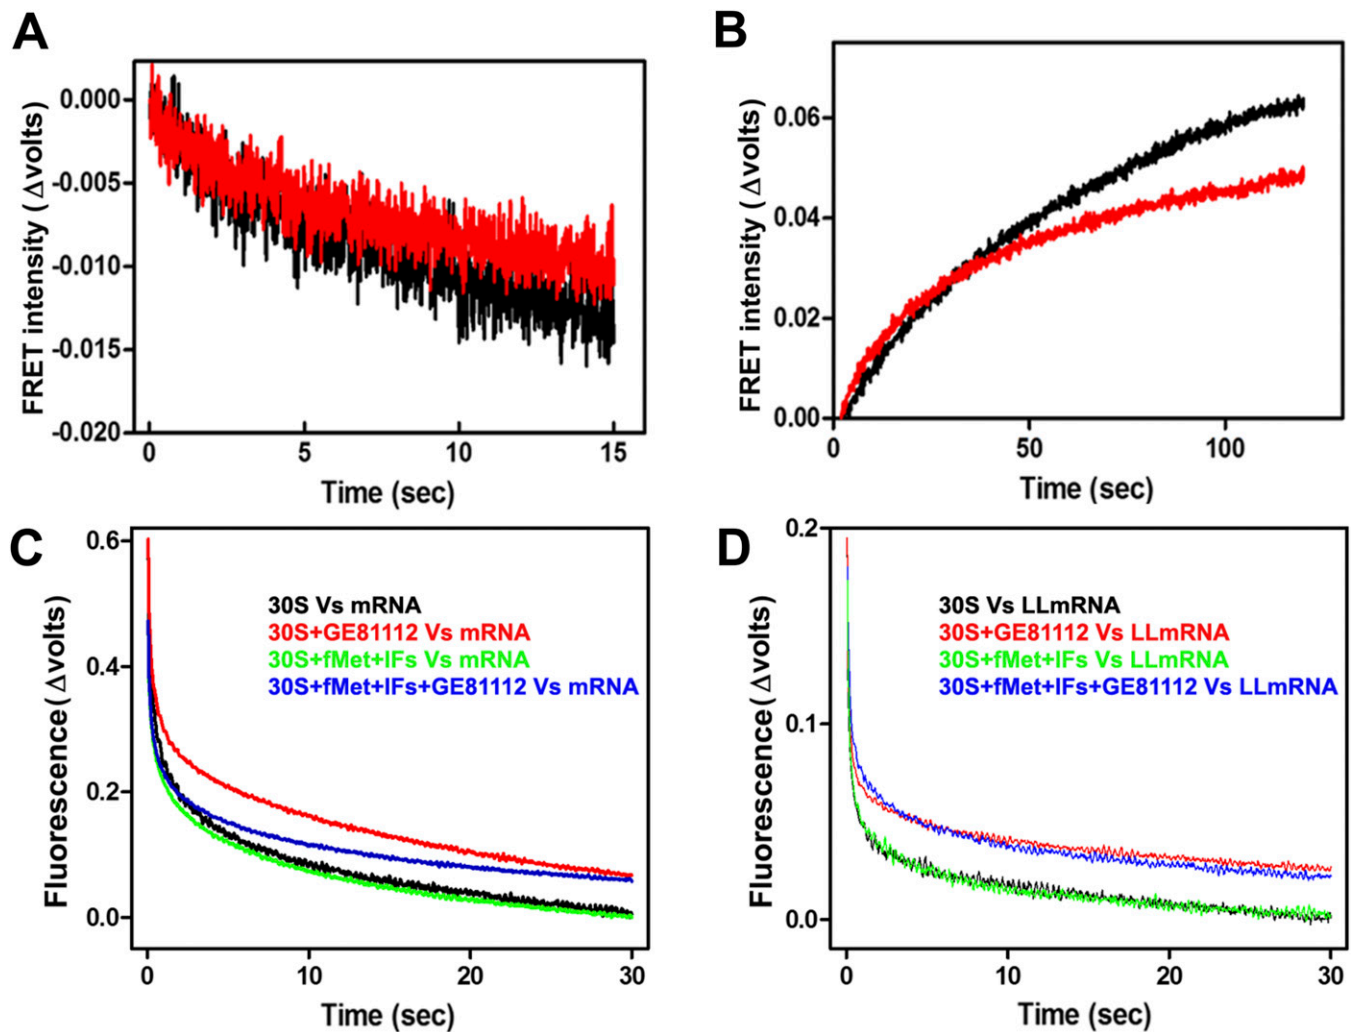 A
FRET intensity (Δvolts)
0.000
-0.005
-0.010
-0.015
-0.020
0
5
10
15
Time (sec)
B
FRET intensity (Δvolts)
0.06
0.04
0.02
0.00
0
50
100
Time (sec)
C
Fluorescence(Δvolts)
0.6
0.4
0.2
0.0
30S Vs mRNA
30S+GE81112 Vs mRNA
30S+fMet+IFs Vs mRNA
30S+fMet+IFs+GE81112 Vs mRNA
0
10
20
30
Time (sec)
D
Fluorescence(Δvolts)
0.2
0.1
0.0
30S Vs LLmRNA
30S+GE81112 Vs LLmRNA
30S+fMet+IFs Vs LLmRNA
30S+fMet+IFs+GE81112 Vs LLmRNA
0
10
20
30
Time (sec)